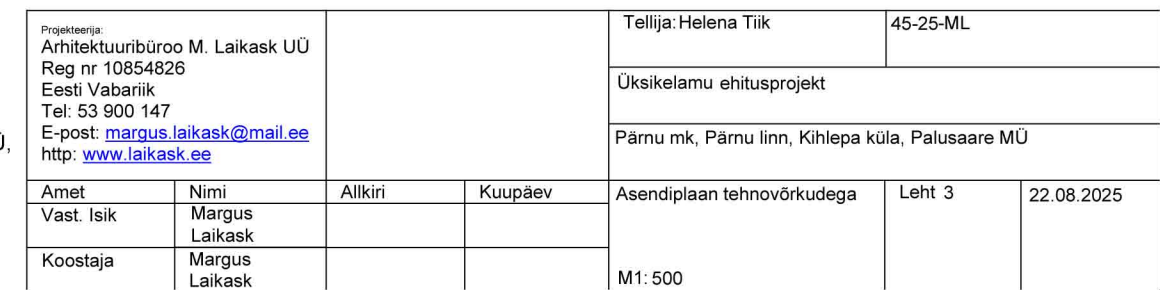 Projekteerija:
Arhitektuuribüroo M. Laikask UÜ
Reg nr 10854826
Eesti Vabariik
Tel: 53 900 147
E-post: margus.laikask@mail.ee
http: www.laikask.ee
Tellija: Helena Tiik
45-25-ML
Üksikelamu ehitusprojekt
Pärnu mk, Pärnu linn, Kihlepa küla, Palusaare MÜ
Amet Nimi Allkiri Kuupäev
Vast. Isik Margus
Laikask
Koostaja Margus
Laikask
Asendiplaan tehnovõrkudega
M1: 500
Leht 3
22.08.2025